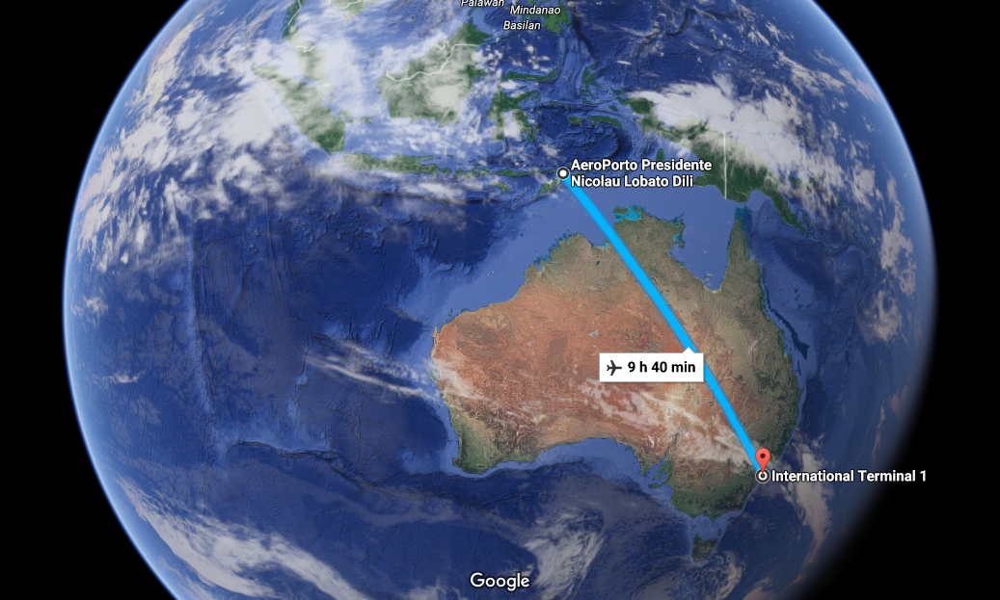 Palawan
Mindanao
Basilan
AeroPorto Presidente
Nicolau Lobato Dili
9 h 40 min
International Terminal 1
Google